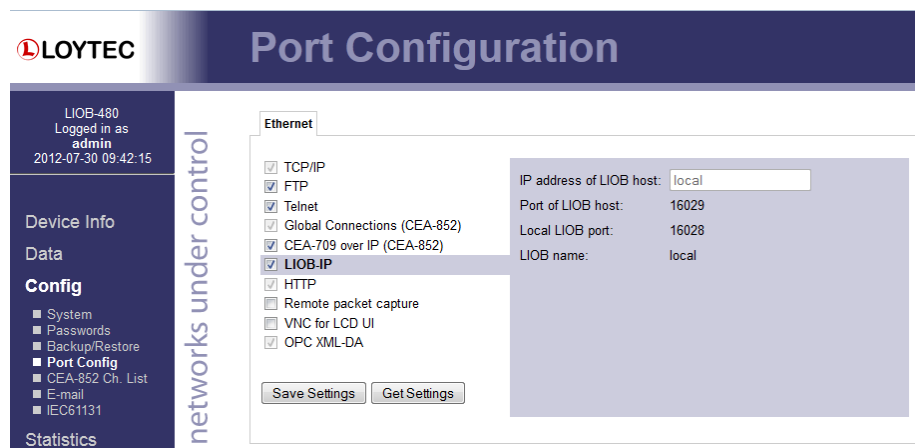 LOYTEC
Port Configuration
LIOB-480
Logged in as
admin
2012-07-30 09:42:15
Device Info
Data
Config
System
Passwords
Backup/Restore
Port Config
CEA-852 Ch. List
E-mail
IEC61131
Statistics
networks under control
Ethernet
TCP/IP
FTP
Telnet
Global Connections (CEA-852)
CEA-709 over IP (CEA-852)
LIOB-IP
HTTP
Remote packet capture
VNC for LCD UI
OPC XML-DA
Save Settings Get Settings
IP address of LIOB host: local
Port of LIOB host: 16029
Local LIOB port: 16028
LIOB name: local